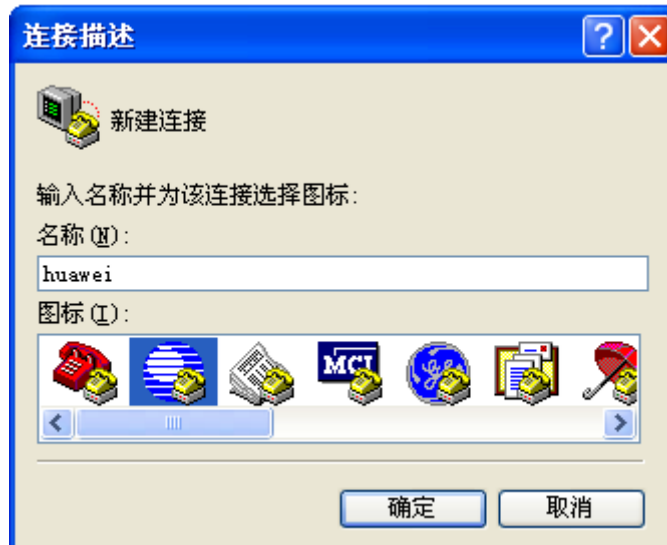 连接描述
新建连接
输入名称并为该连接选择图标:
名称(N):
huawei
图标(I):
MCI
确定
取消